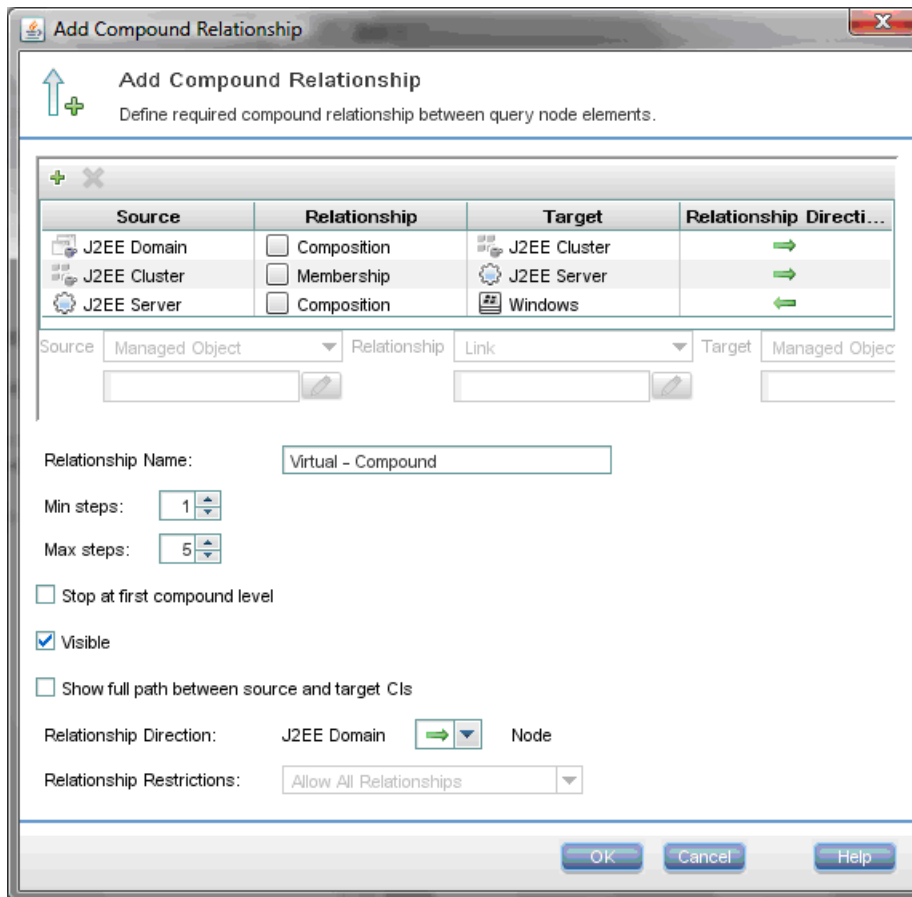 Add Compound Relationship
X
Add Compound Relationship
Define required compound relationship between query node elements.
Source Relationship Target Relationship Directi...
J2EE Domain Composition J2EE Cluster
J2EE Cluster Membership J2EE Server
J2EE Server Composition Windows
Source Managed Object Relationship Link Target Managed Objec
Relationship Name: Virtual - Compound
Min steps: 1
Max steps: 5
Stop at first compound level
Visible
Show full path between source and target CIs
Relationship Direction: J2EE Domain Node
Relationship Restrictions: Allow All Relationships
OK Cancel Help